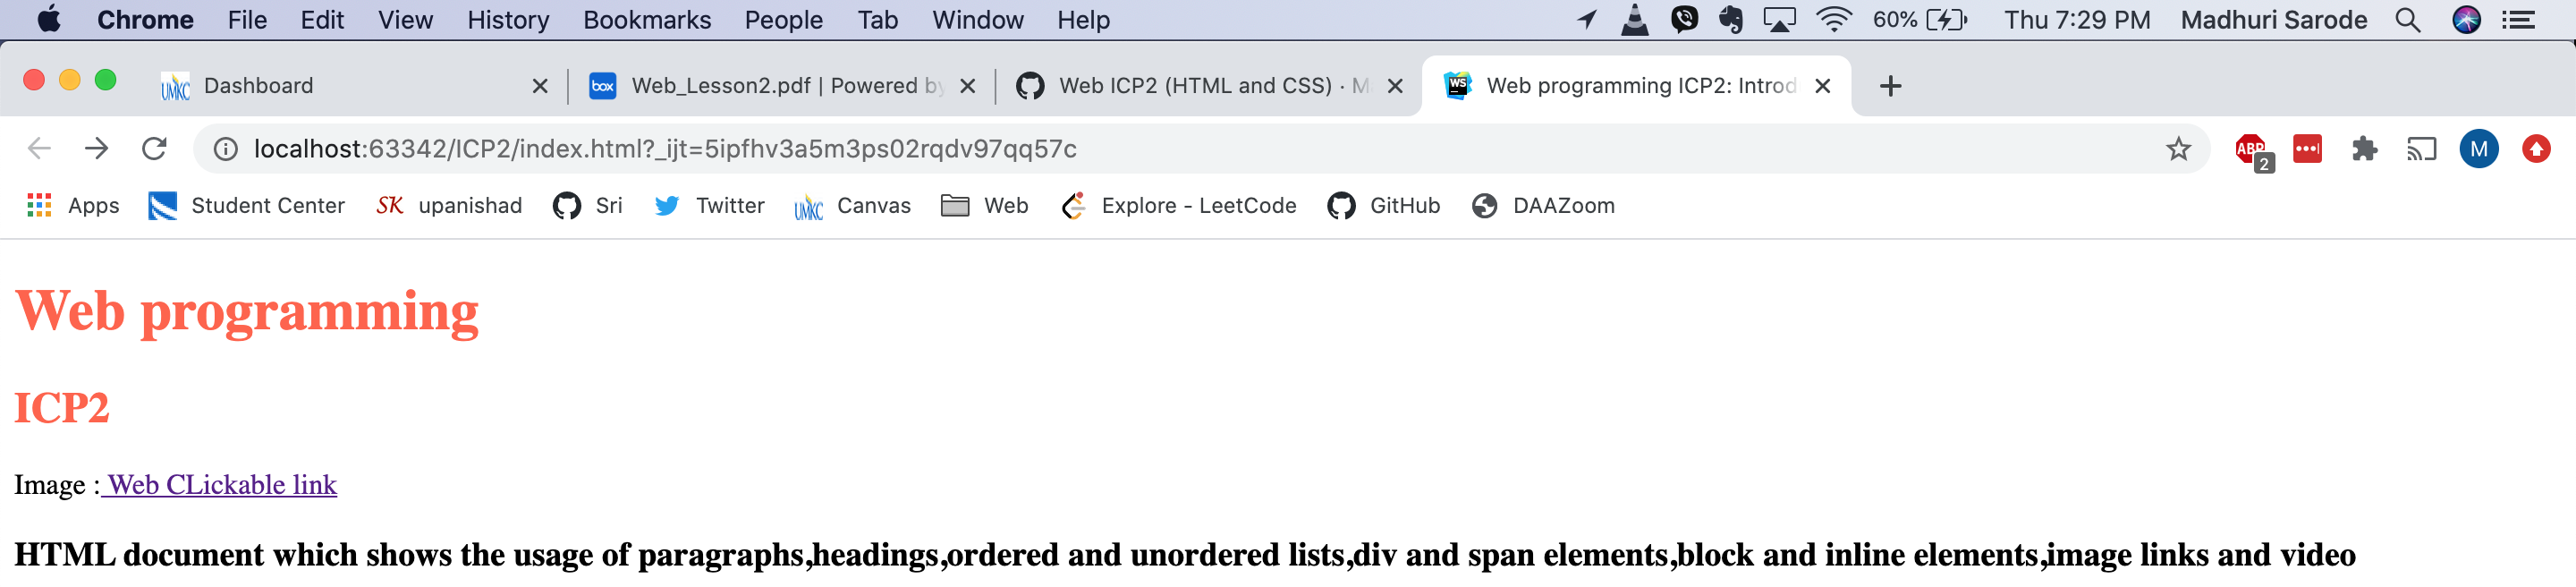 Chrome File Edit View History Bookmarks People Tab Window Help 60% Thu 7:29 PM Madhuri Sarode
UMKC Dashboard box Web_Lesson2.pdf | Powered by WS Web ICP2 (HTML and CSS) · M Web programming ICP2: Introd
localhost:63342/ICP2/index.html?_ijt=5ipfhv3a5m3ps02rqdv97qq57c ABP 2 M
Apps Student Center SK upanishad Sri Twitter UMKC Canvas Web Explore - LeetCode GitHub DAAZoom
Web programming
ICP2
Image : Web CLickable link
HTML document which shows the usage of paragraphs,headings,ordered and unordered lists,div and span elements,block and inline elements,image links and video